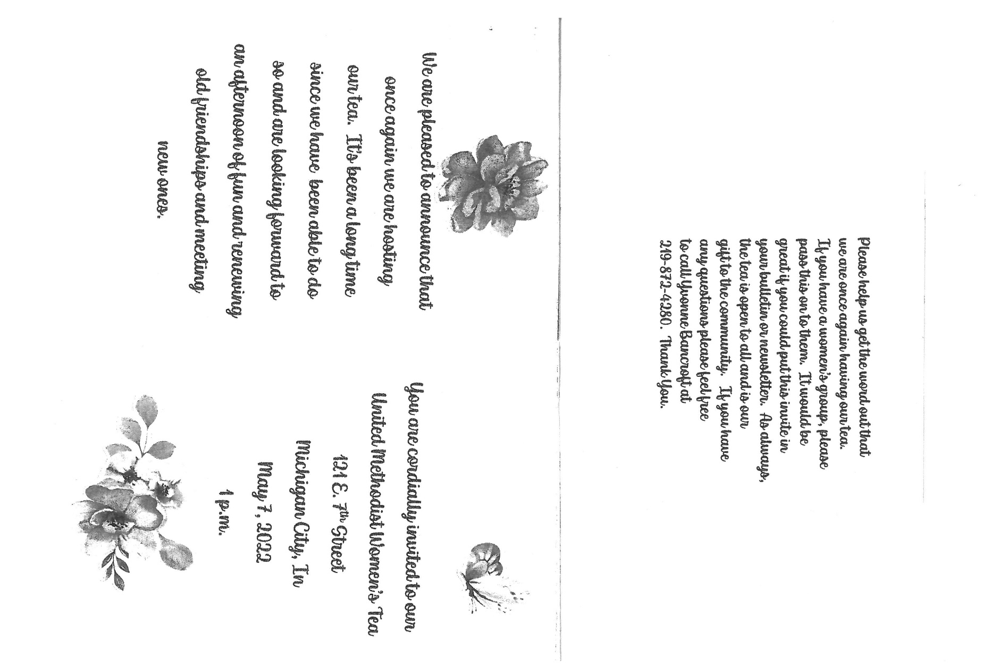 Please help us get the word out that
we are once again having our tea.
If you have a women's group, please
pass this on to them.  It would be
great if you could put this invite in
your bulletin or newsletter.  As always,
the tea is open to all and is our
gift to the community.  If you have
any questions please feel free
to call Yvonne Bancroft at
219-872-4280.  Thank You.
We are pleased to announce that
once again we are hosting
our tea.  It's been a long time
since we have been able to do
so and are looking forward to
an afternoon of fun and renewing
old friendships and meeting
new ones.
You are cordially invited to our
United Methodist Women's Tea
121 E. 7th Street
Michigan City, In
May 7, 2022
1 p.m.